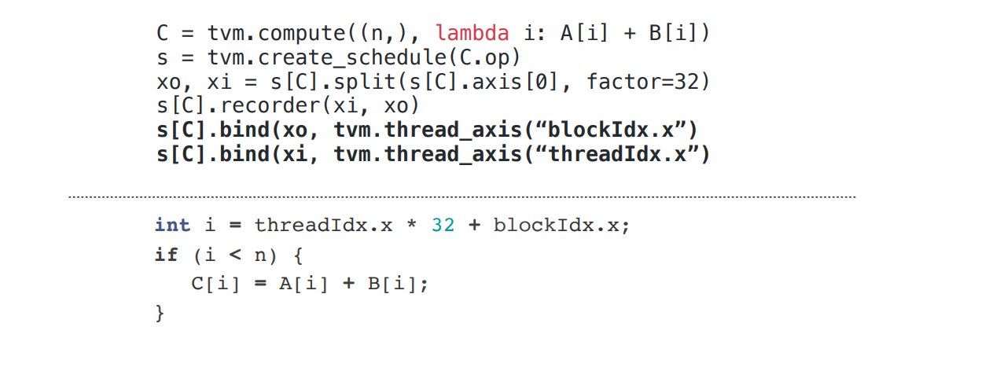 C = tvm.compute((n,), lambda i: A[i] + B[i])
s = tvm.create_schedule(C.op)
xo, xi = s[C].split(s[C].axis[0], factor=32)
s[C].recorder(xi, xo)
s[C].bind(xo, tvm.thread_axis(“blockIdx.x”)
s[C].bind(xi, tvm.thread_axis(“threadIdx.x”)
int i = threadIdx.x * 32 + blockIdx.x;
if (i < n) {
C[i] = A[i] + B[i];
}